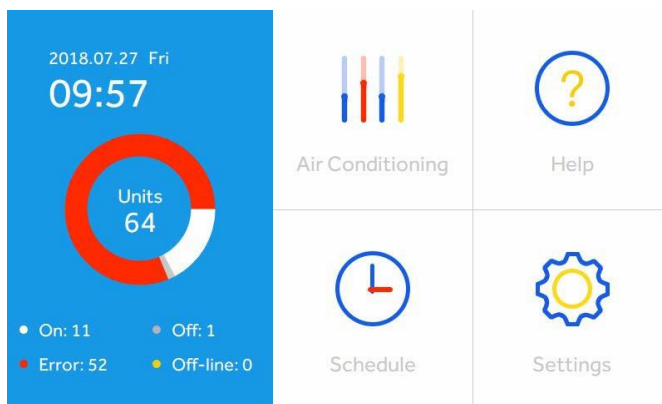 2018.07.27 Fri
09:57
Units
64
On: 11 Off: 1
Error: 52 Off-line: 0
Air Conditioning
?
Help
Schedule
Settings